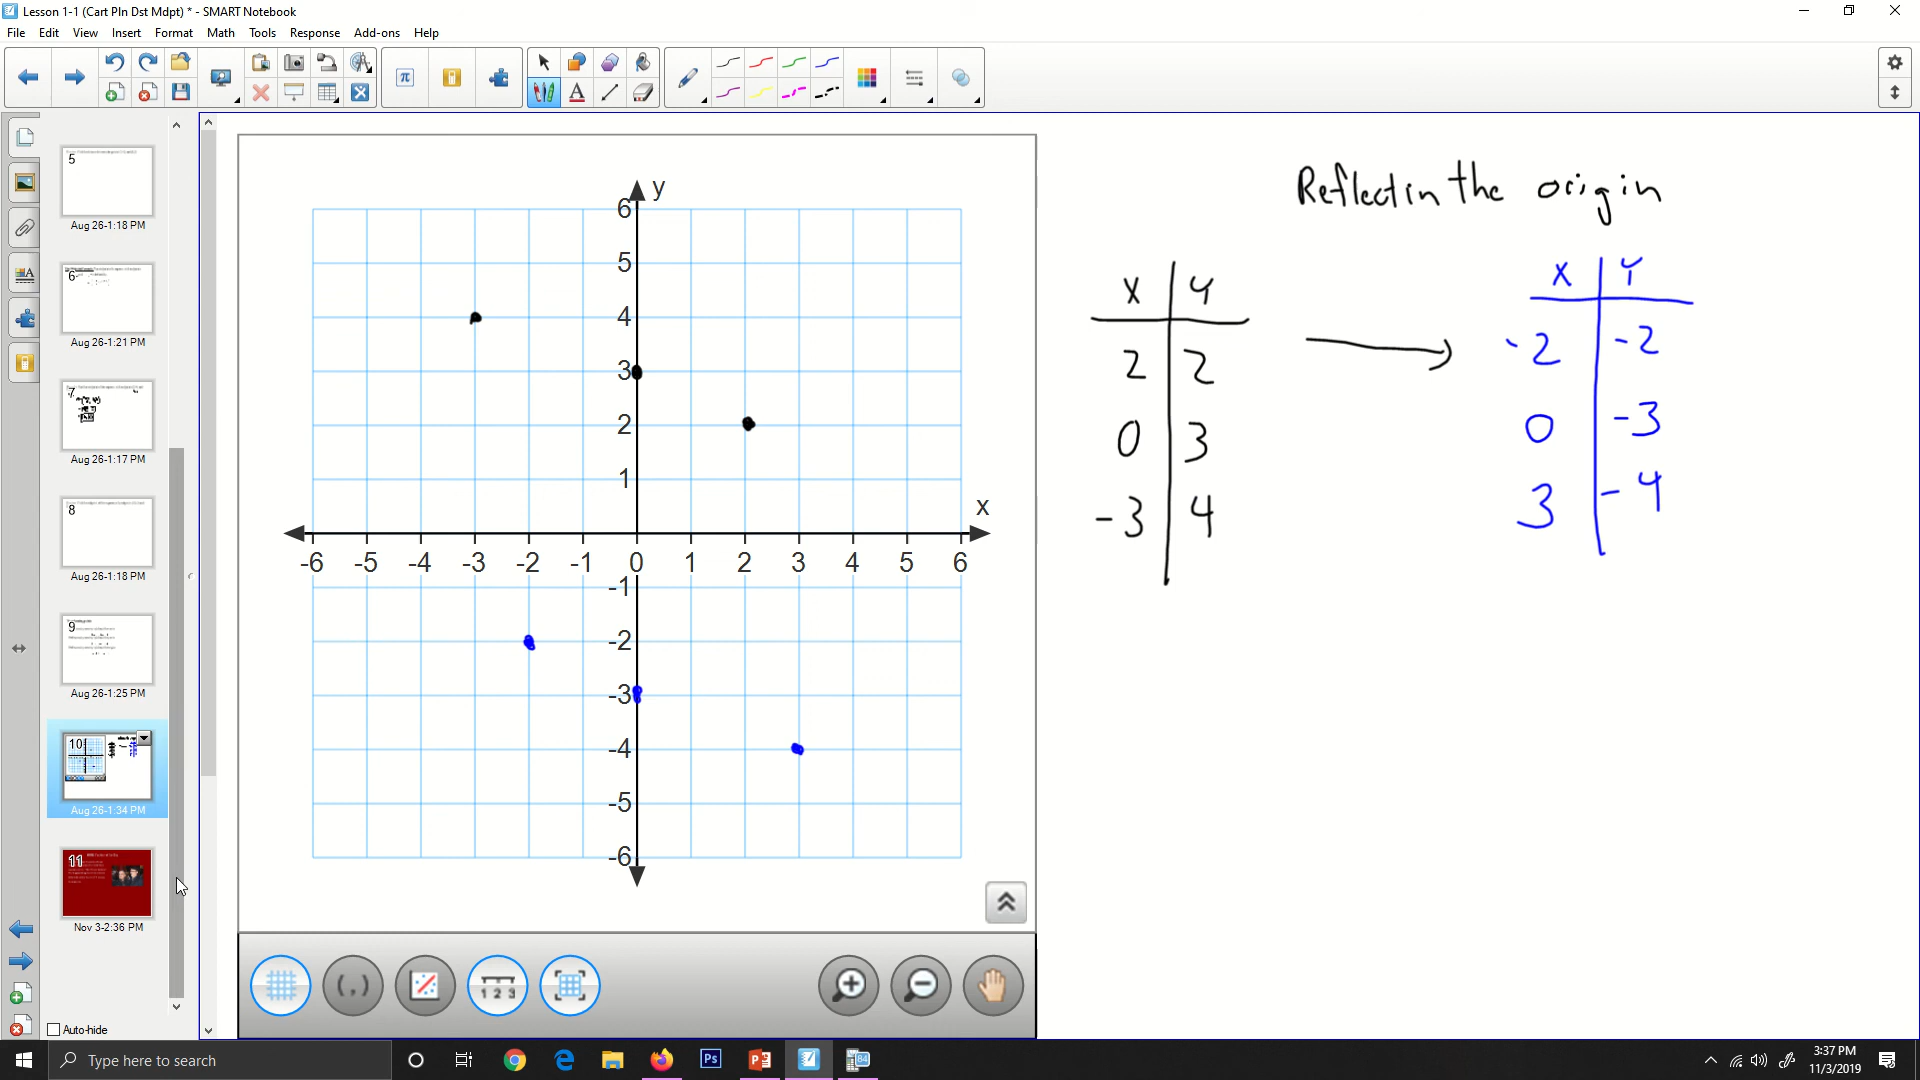 Lesson 1-1 (Cart Pln Dst Mdpt) * - SMART Notebook
File Edit View Insert Format Math Tools Response Add-ons Help
5
Aug 26-1:18 PM
6
Aug 26-1:21 PM
7
Aug 26-1:17 PM
8
Aug 26-1:18 PM
9
Aug 26-1:25 PM
10
Aug 26-1:34 PM
11
Nov 3-2:36 PM
Auto-hide
y
6
5
4
3
2
1
x
-6 -5 -4 -3 -2 -1 0 1 2 3 4 5 6
-1
-2
-3
-4
-5
-6
( , )
1 2 3
Reflect in the origin
x y
2 2
0 3
-3 4
x y
-2 -2
0 -3
3 -4
Type here to search
Ps
84
3:37 PM
11/3/2019